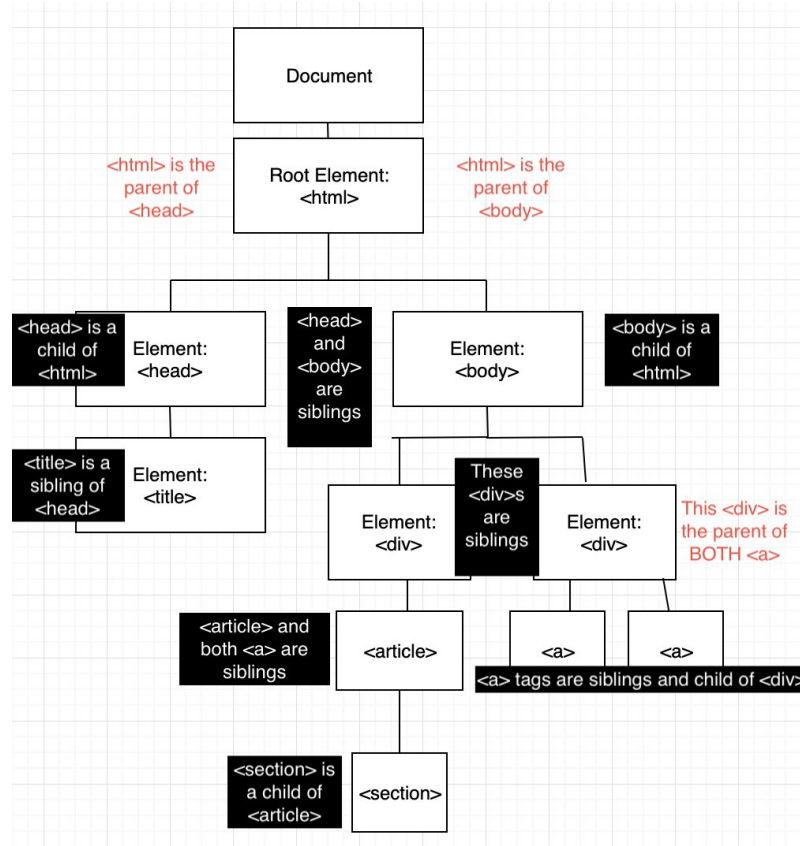 Document
<html> is the
parent of
<head>
Root Element:
<html>
<html> is the
parent of
<body>
<head> is a
child of
<html>
Element:
<head>
<head>
and
<body>
are
siblings
Element:
<body>
<body> is a
child of
<html>
<title> is a
sibling of
<head>
Element:
<title>
Element:
<div>
These
<div>s
are
siblings
Element:
<div>
This <div> is
the parent of
BOTH <a>
<article> and
both <a> are
siblings
<article>
<a>
<a>
<a> tags are siblings and child of <div>
<section> is
a child of
<article>
<section>